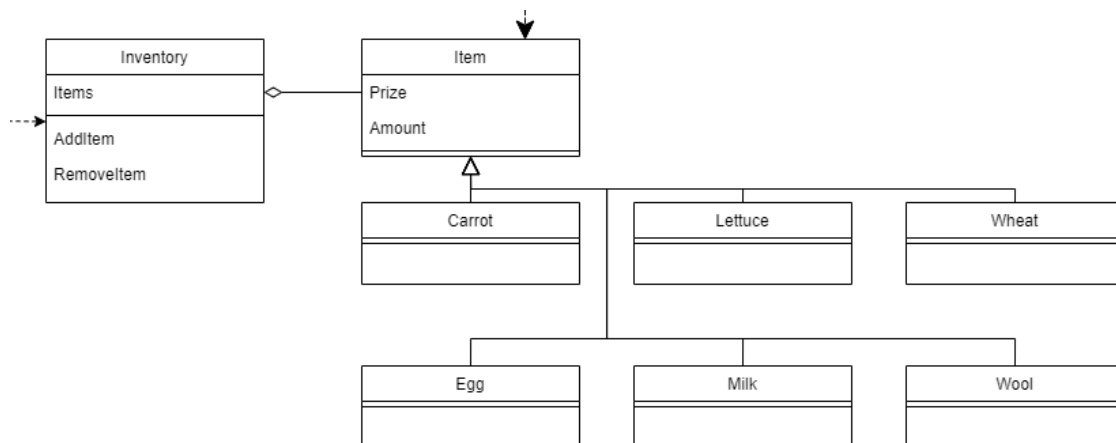 Inventory
Items
AddItem
RemoveItem
Item
Prize
Amount
Carrot
Lettuce
Wheat
Egg
Milk
Wool